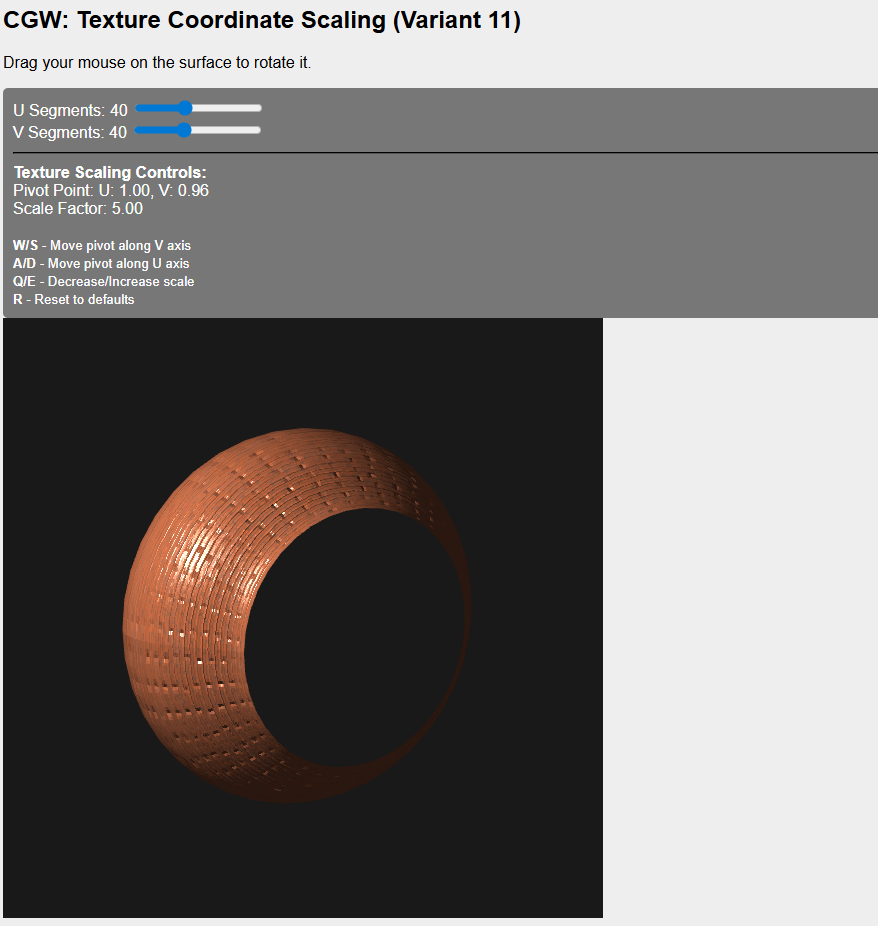 CGW: Texture Coordinate Scaling (Variant 11)
Drag your mouse on the surface to rotate it.
U Segments: 40
V Segments: 40
Texture Scaling Controls:
Pivot Point: U: 1.00, V: 0.96
Scale Factor: 5.00
W/S - Move pivot along V axis
A/D - Move pivot along U axis
Q/E - Decrease/Increase scale
R - Reset to defaults